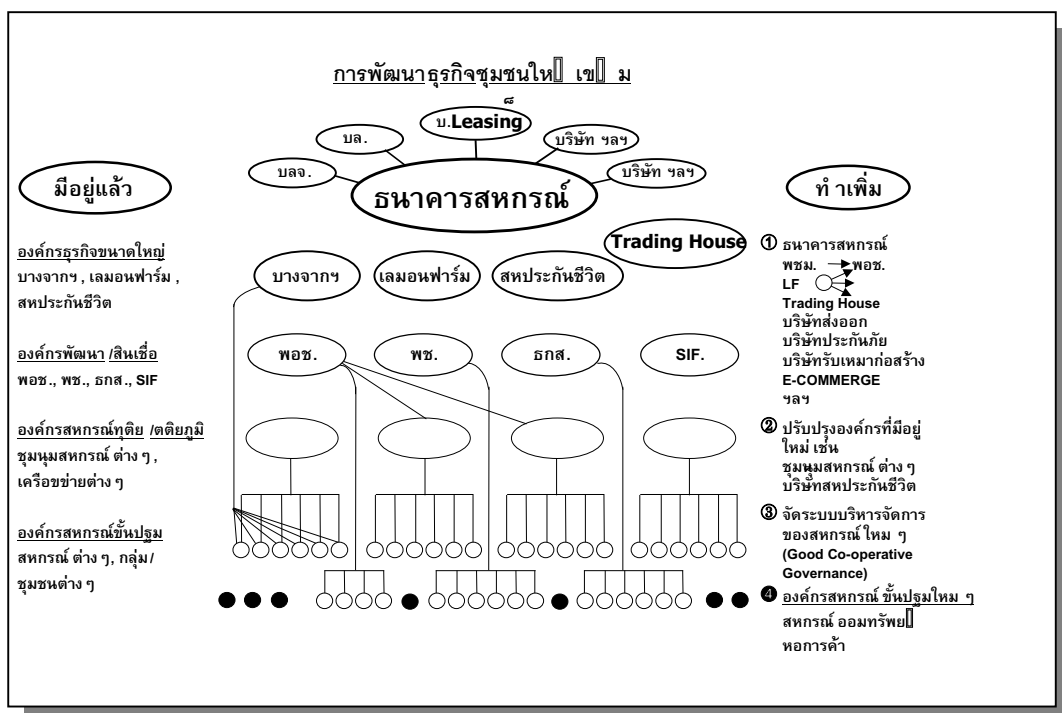 การพัฒนาธุรกิจชุมชนให เข ม
บ.Leasing
บล.
บริษัท ฯลฯ
บลจ.
บริษัท ฯลฯ
ธนาคารสหกรณ์
มีอยู่แล้ว
ทำเพิ่ม
Trading House
องค์กรธุรกิจขนาดใหญ่
บางจากฯ , เลมอนฟาร์ม ,
สหประกันชีวิต
บางจากฯ
เลมอนฟาร์ม
สหประกันชีวิต
① ธนาคารสหกรณ์
พชม. → พอช.
LF
Trading House
บริษัทส่งออก
บริษัทประกันภัย
บริษัทรับเหมาก่อสร้าง
E-COMMERGE
ฯลฯ
องค์กรพัฒนา /สินเชื่อ
พอช., พช., ธกส., SIF
พอช.
พช.
ธกส.
SIF.
องค์กรสหกรณ์ทุติย /ตติยภูมิ
ชุมนุมสหกรณ์ ต่าง ๆ ,
เครือขข่ายต่าง ๆ
② ปรับปรุงองค์กรที่มีอยู่
ใหม่ เช่น
ชุมนุมสหกรณ์ ต่าง ๆ
บริษัทสหประกันชีวิต
องค์กรสหกรณ์ขั้นปฐม
สหกรณ์ ต่าง ๆ, กลุ่ม/
ชุมชนต่าง ๆ
③ จัดระบบบริหารจัดการ
ของสหกรณ์ ใหม่ ๆ
(Good Co-operative
Governance)
❹ องค์กรสหกรณ์ ขั้นปฐมใหม่ ๆ
สหกรณ์ ออมทรัพย
หอการค้า